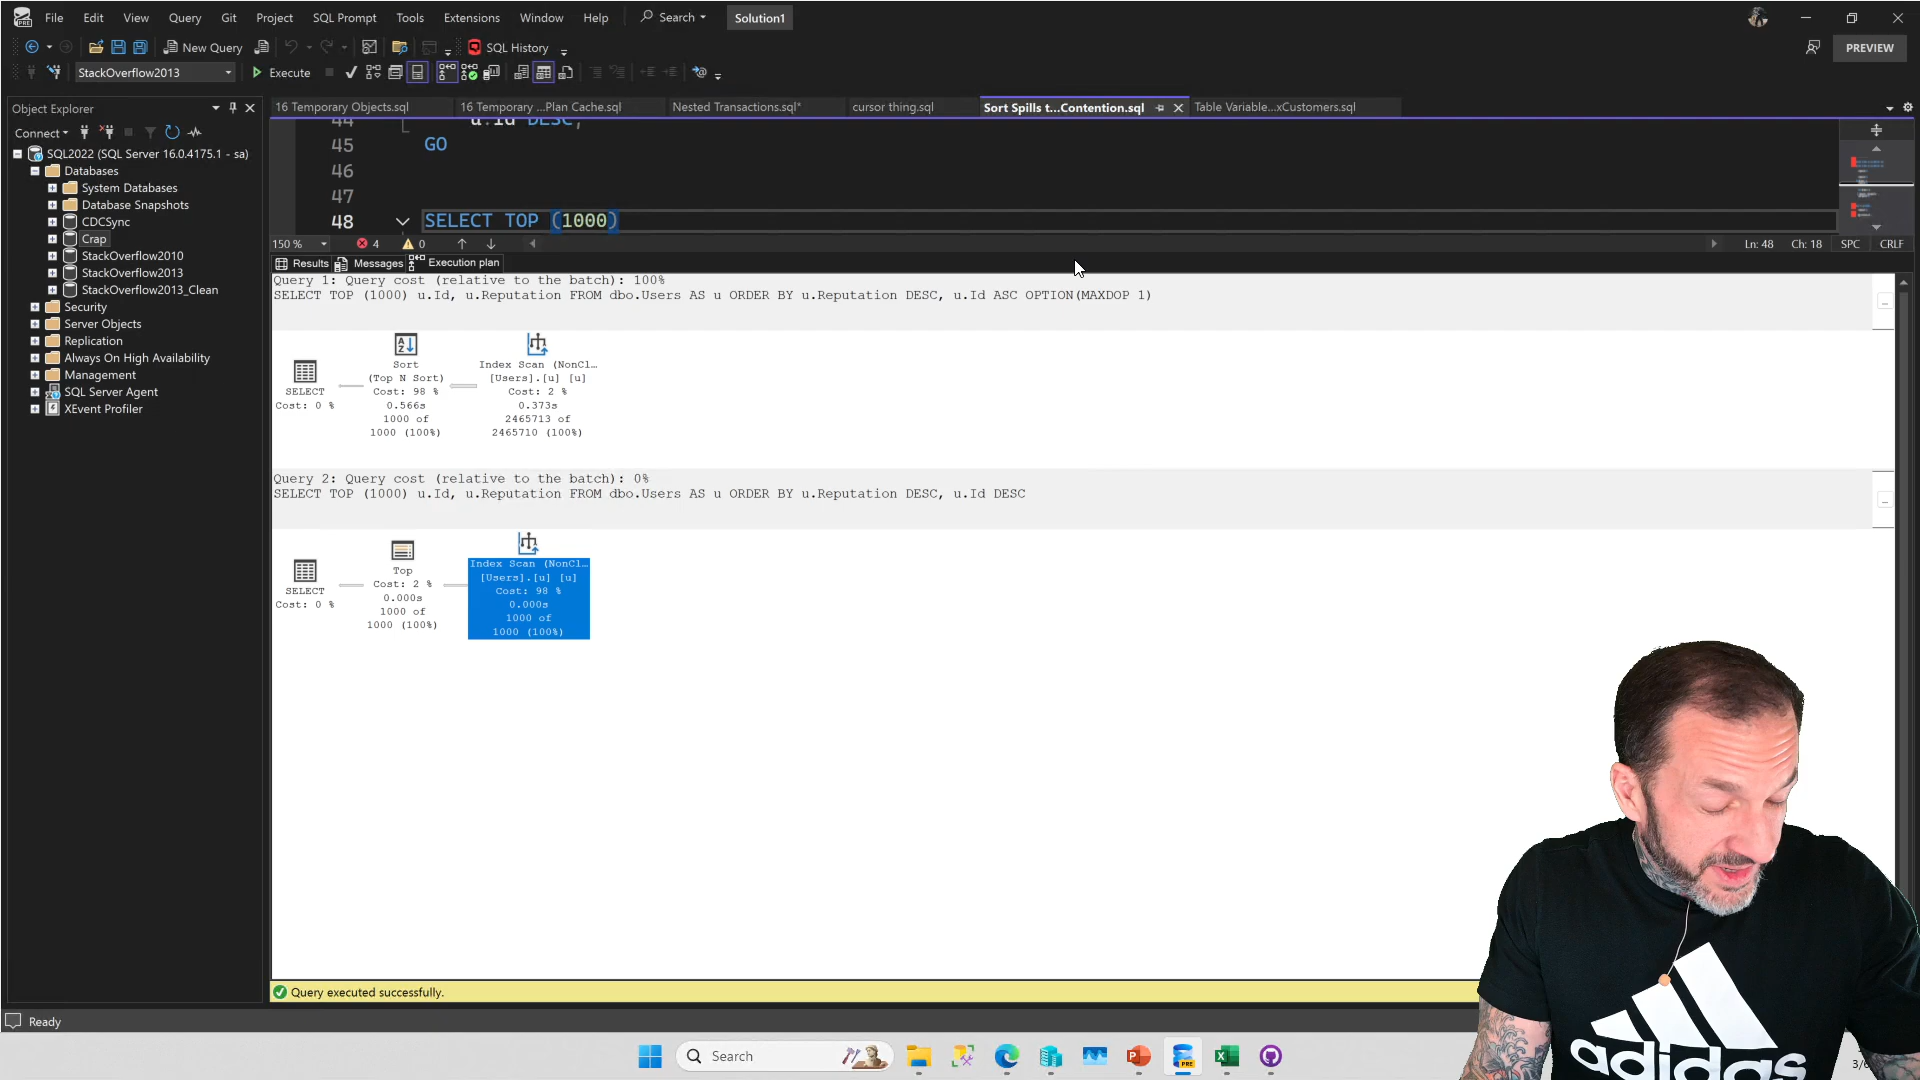 File Edit View Query Git Project SQL Prompt Tools Extensions Window Help Search Solution1
New Query SQL History PREVIEW
StackOverflow2013 Execute
Object Explorer
16 Temporary Objects.sql 16 Temporary ...Plan Cache.sql Nested Transactions.sql* cursor thing.sql Sort Spills t...Contention.sql Table Variable...xCustomers.sql
Connect
SQL2022 (SQL Server 16.0.4175.1 - sa)
Databases
System Databases
Database Snapshots
CDCSync
Crap
StackOverflow2010
StackOverflow2013
StackOverflow2013_Clean
Security
Server Objects
Replication
Always On High Availability
Management
SQL Server Agent
XEvent Profiler
44 u.id DESC;
45 GO
46
47
48 SELECT TOP (1000)
150 % 4 0 Ln: 48 Ch: 18 SPC CRLF
Results Messages Execution plan
Query 1: Query cost (relative to the batch): 100%
SELECT TOP (1000) u.Id, u.Reputation FROM dbo.Users AS u ORDER BY u.Reputation DESC, u.Id ASC OPTION(MAXDOP 1)
SELECT
Cost: 0 %
Sort
(Top N Sort)
Cost: 98 %
0.566s
1000 of
1000 (100%)
Index Scan (NonCl...
[Users].[u] [u]
Cost: 2 %
0.373s
2465713 of
2465710 (100%)
Query 2: Query cost (relative to the batch): 0%
SELECT TOP (1000) u.Id, u.Reputation FROM dbo.Users AS u ORDER BY u.Reputation DESC, u.Id DESC
SELECT
Cost: 0 %
Top
Cost: 2 %
0.000s
1000 of
1000 (100%)
Index Scan (NonCl...
[Users].[u] [u]
Cost: 98 %
0.000s
1000 of
1000 (100%)
Query executed successfully.
Ready
Search
adidas